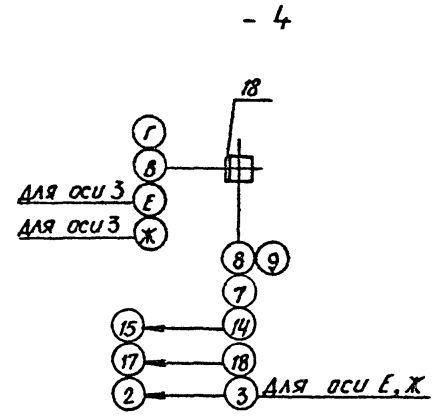 - 4
18
Г
В
для оси 3 Е
для оси 3 Ж
8 9
7
15 14
17 18
2 3 для оси Е, Ж